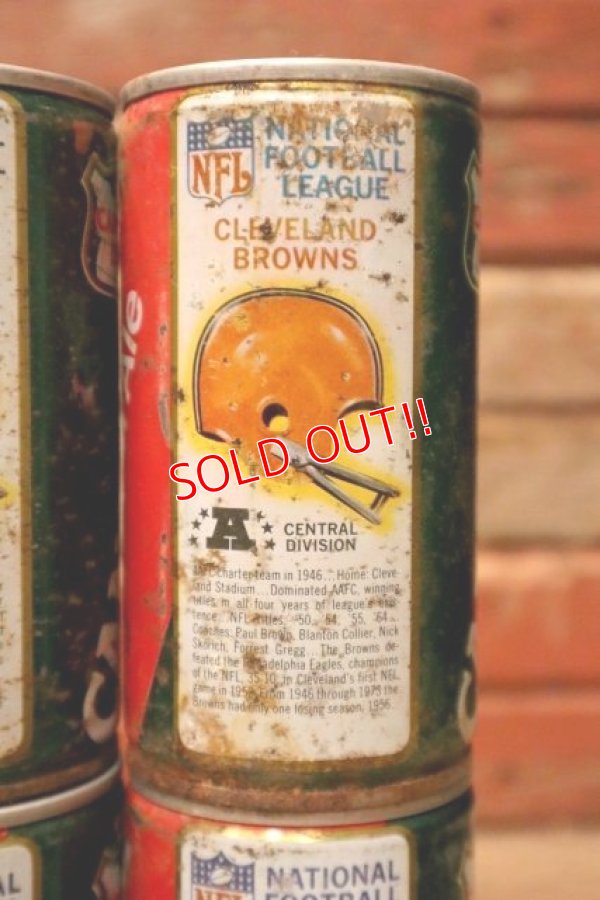 NFL
NATIONAL
FOOTBALL
LEAGUE
CLEVELAND
BROWNS
SOLD OUT!!
A
CENTRAL
DIVISION
charter team in 1946... Home: Cleve-
land Stadium... Dominated AAFC, winning
titles in all four years of league's exis-
tence... NFL titles: '50, '54, '55, '64...
Coaches: Paul Brown, Blanton Collier, Nick
Skorich, Forrest Gregg... The Browns de-
feated the Philadelphia Eagles, champions
of the NFL, 35-10, in Cleveland's first NFL
game in From 1946 through 1973 the
Browns had only one losing season, 1956.
ale
NFL
NATIONAL
FOOTBALL
AL